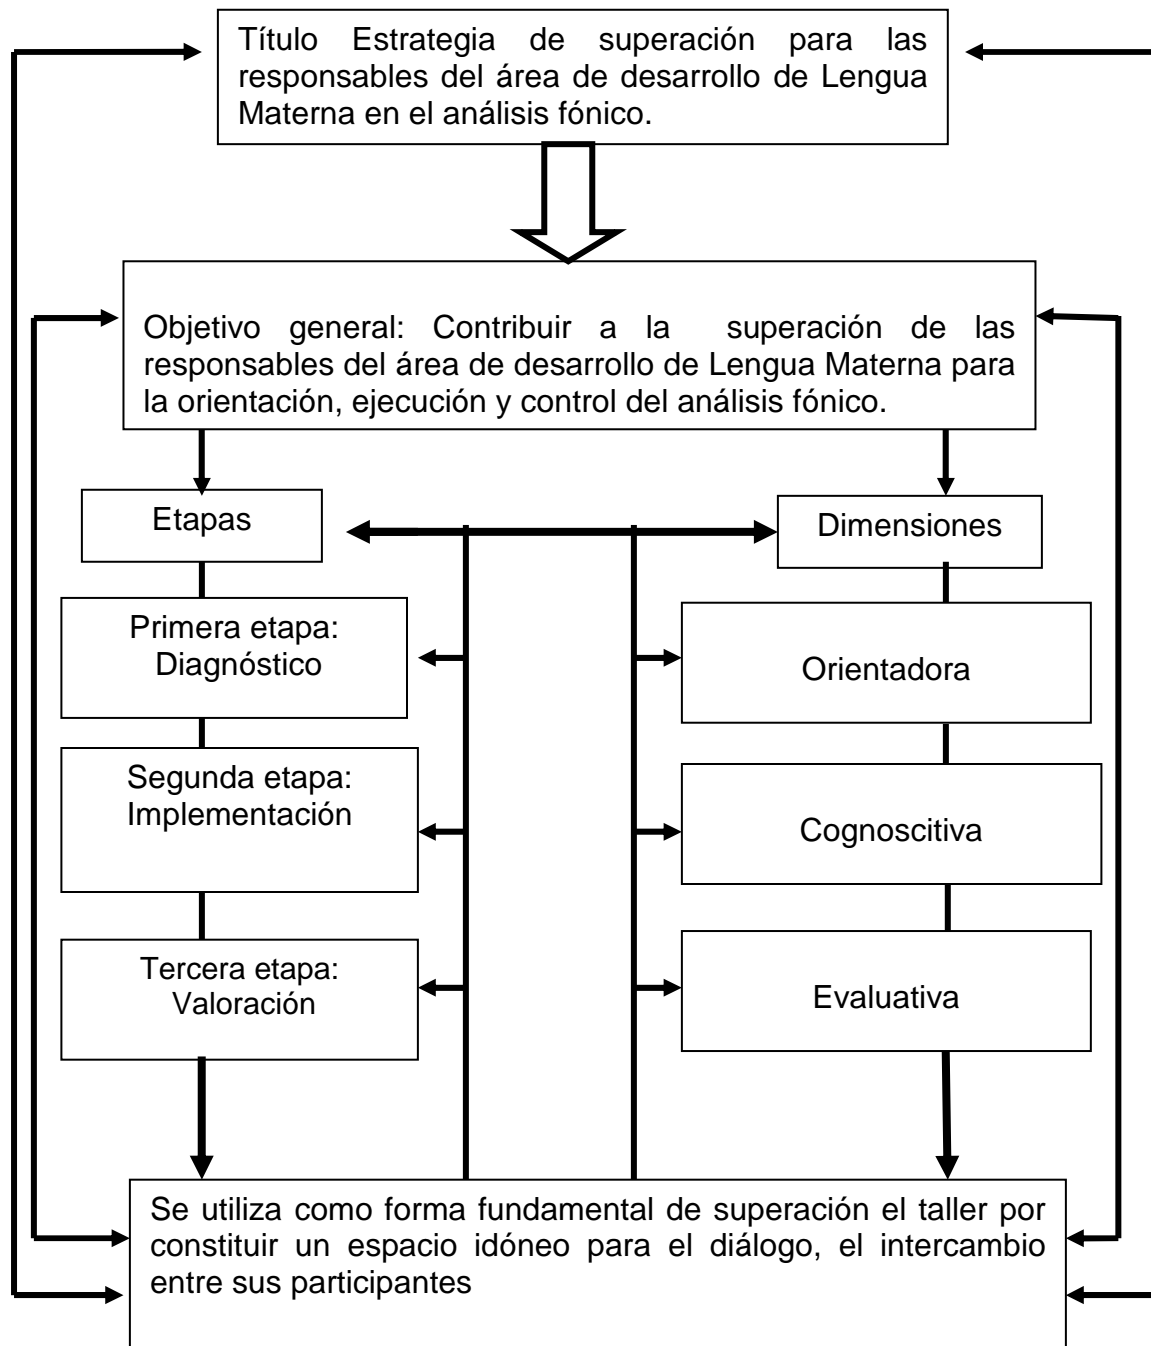 Título Estrategia de superación para las
responsables del área de desarrollo de Lengua
Materna en el análisis fónico.
Objetivo general: Contribuir a la superación de las
responsables del área de desarrollo de Lengua Materna para
la orientación, ejecución y control del análisis fónico.
Etapas
Dimensiones
Primera etapa:
Diagnóstico
Orientadora
Segunda etapa:
Implementación
Cognoscitiva
Tercera etapa:
Valoración
Evaluativa
Se utiliza como forma fundamental de superación el taller por
constituir un espacio idóneo para el diálogo, el intercambio
entre sus participantes